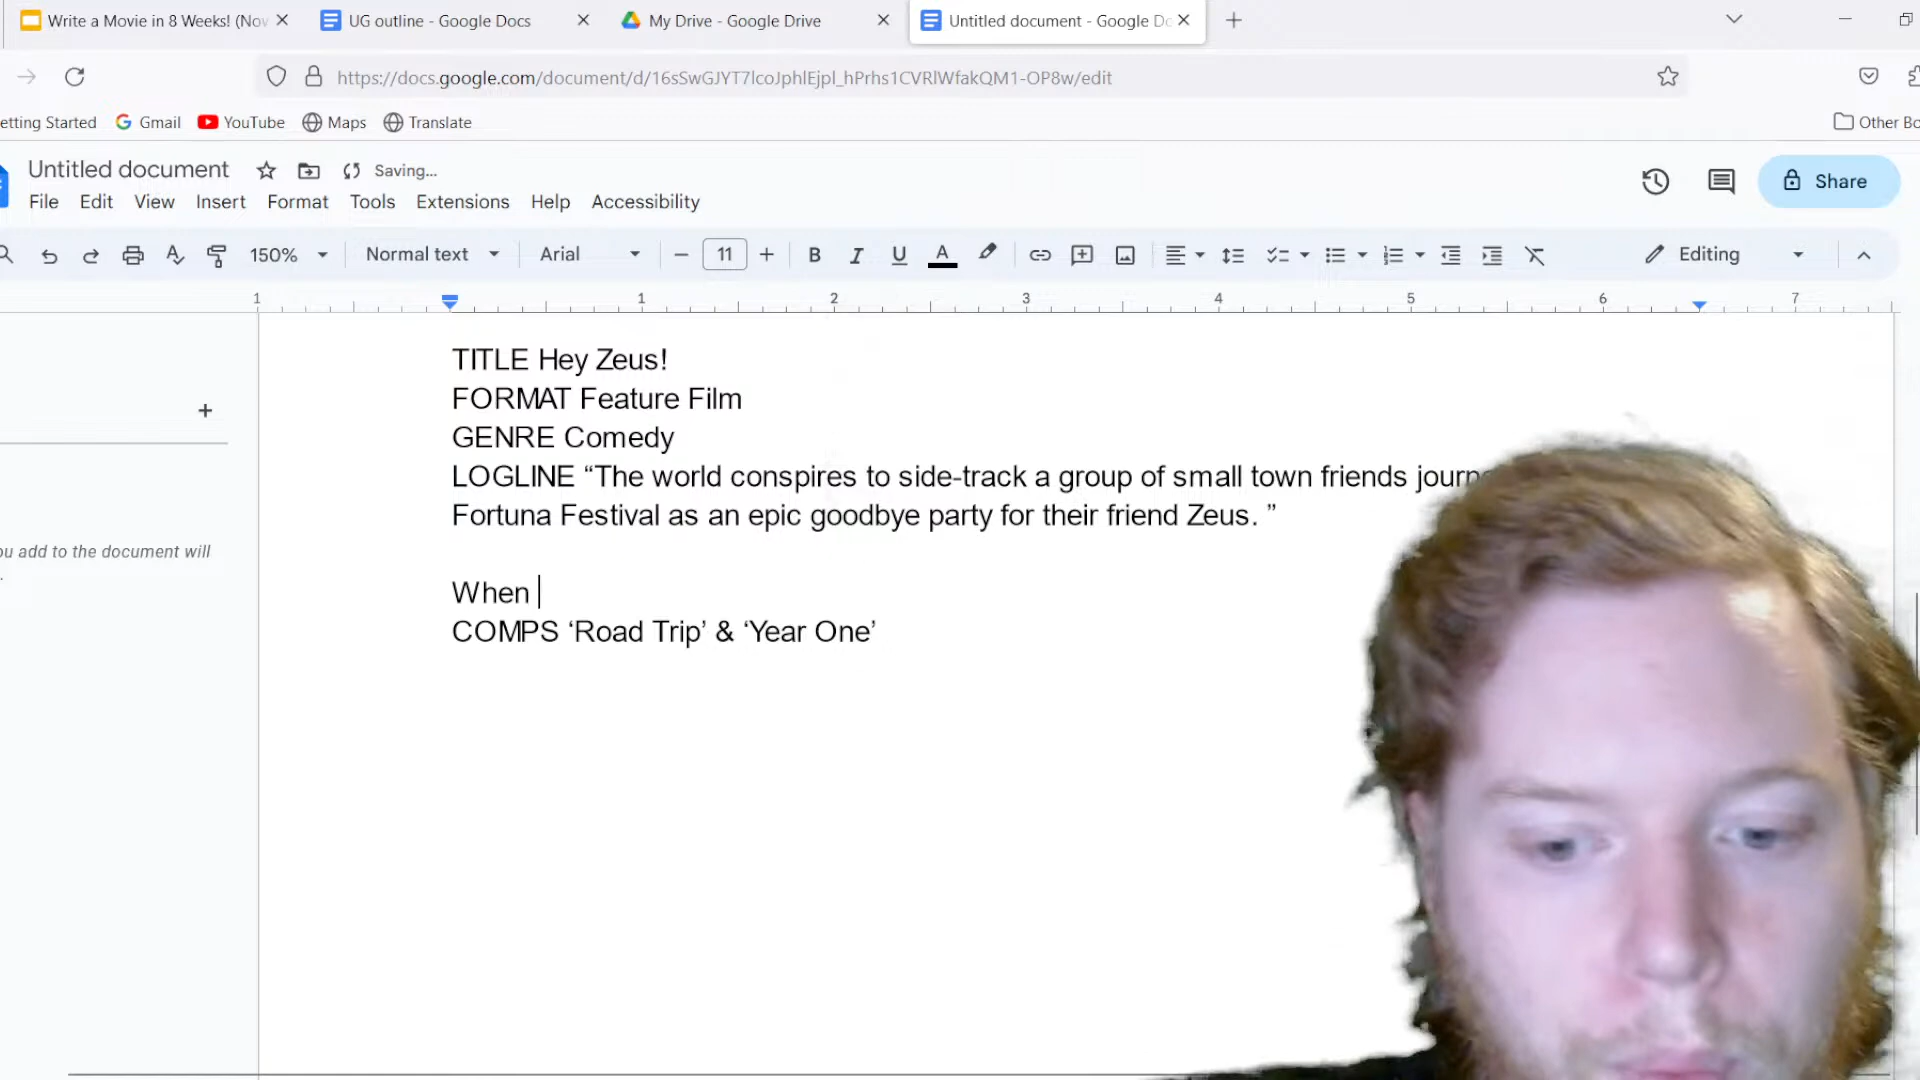 Write a Movie in 8 Weeks! (Nov
UG outline - Google Docs
My Drive - Google Drive
Untitled document - Google Do
https://docs.google.com/document/d/16sSwGJYT7lcoJphlEjpl_hPrhs1CVRlWfakQM1-OP8w/edit
etting Started
Gmail
YouTube
Maps
Translate
Other Bo
Untitled document
Saving...
File Edit View Insert Format Tools Extensions Help Accessibility
Share
150%
Normal text
Arial
11
Editing
1 1 2 3 4 5 6 7
TITLE Hey Zeus!
FORMAT Feature Film
GENRE Comedy
LOGLINE “The world conspires to side-track a group of small town friends journe
Fortuna Festival as an epic goodbye party for their friend Zeus. ”
ou add to the document will
When
COMPS ‘Road Trip’ & ‘Year One’